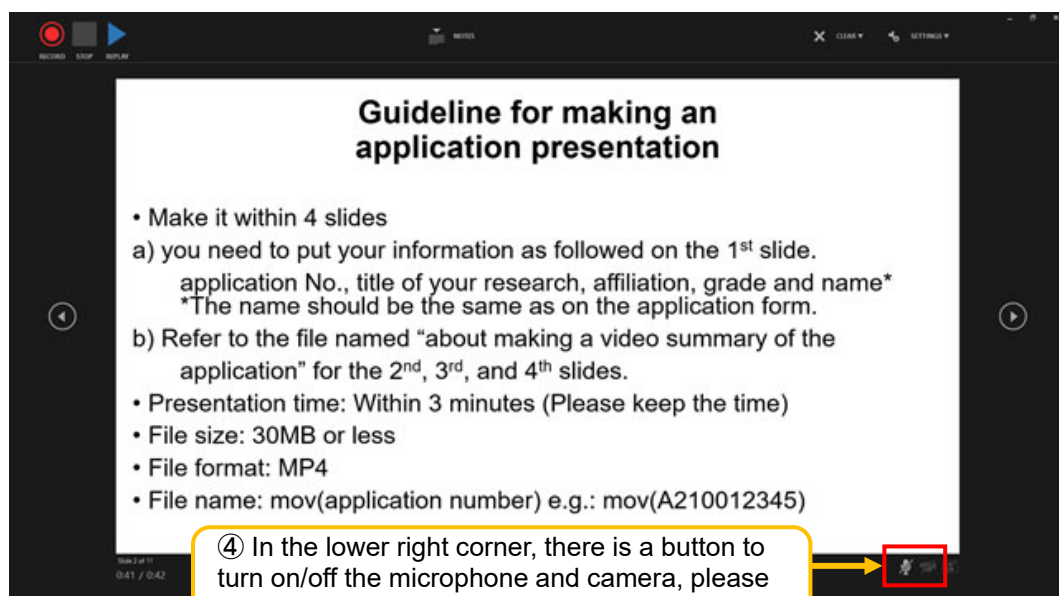 RECORD STOP REPLAY
NOTES
CLEAR ▾ SETTINGS ▾
Guideline for making an
application presentation
• Make it within 4 slides
a) you need to put your information as followed on the 1st slide.
application No., title of your research, affiliation, grade and name*
*The name should be the same as on the application form.
b) Refer to the file named “about making a video summary of the
application” for the 2nd, 3rd, and 4th slides.
• Presentation time: Within 3 minutes (Please keep the time)
• File size: 30MB or less
• File format: MP4
• File name: mov(application number) e.g.: mov(A210012345)
Slide 2 of 11
0:41 / 0:42
④ In the lower right corner, there is a button to
turn on/off the microphone and camera, please